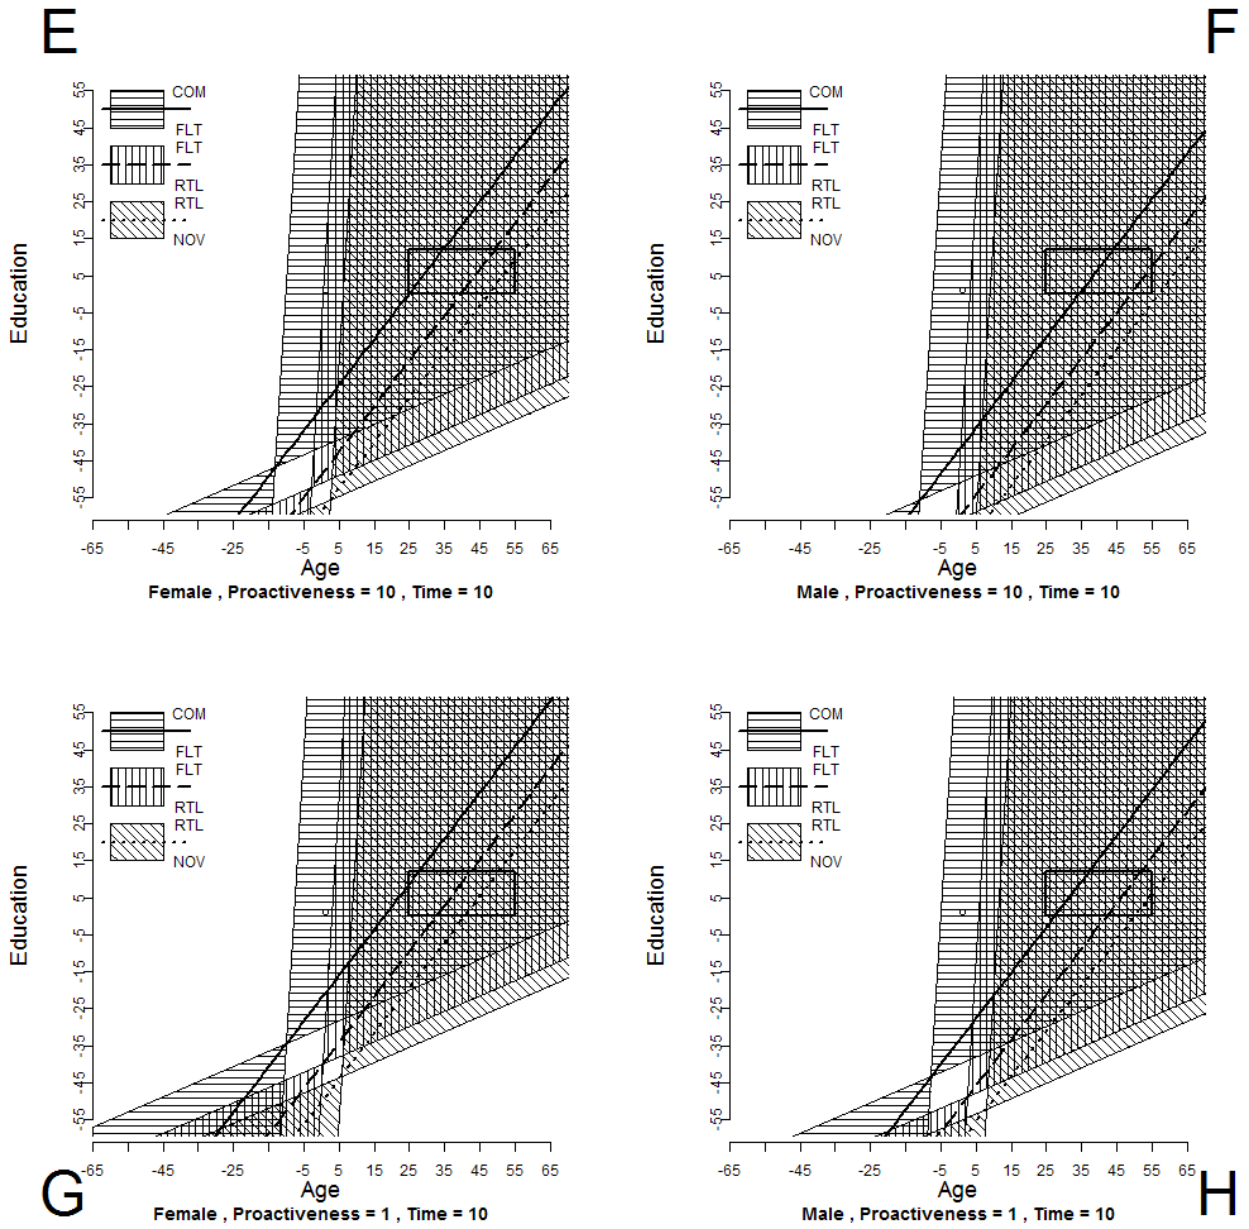 E
F
COM
FLT
FLT
RTL
RTL
NOV
55
45
35
25
15
5
-5
-15
-25
-35
-45
-55
Education
-65 -45 -25 -5 5 15 25 35 45 55 65
Age
Female , Proactiveness = 10 , Time = 10
COM
FLT
FLT
RTL
RTL
NOV
55
45
35
25
15
5
-5
-15
-25
-35
-45
-55
Education
-65 -45 -25 -5 5 15 25 35 45 55 65
Age
Male , Proactiveness = 10 , Time = 10
COM
FLT
FLT
RTL
RTL
NOV
55
45
35
25
15
5
-5
-15
-25
-35
-45
-55
Education
-65 -45 -25 -5 5 15 25 35 45 55 65
Age
Female , Proactiveness = 1 , Time = 10
COM
FLT
FLT
RTL
RTL
NOV
55
45
35
25
15
5
-5
-15
-25
-35
-45
-55
Education
-65 -45 -25 -5 5 15 25 35 45 55 65
Age
Male , Proactiveness = 1 , Time = 10
G
H